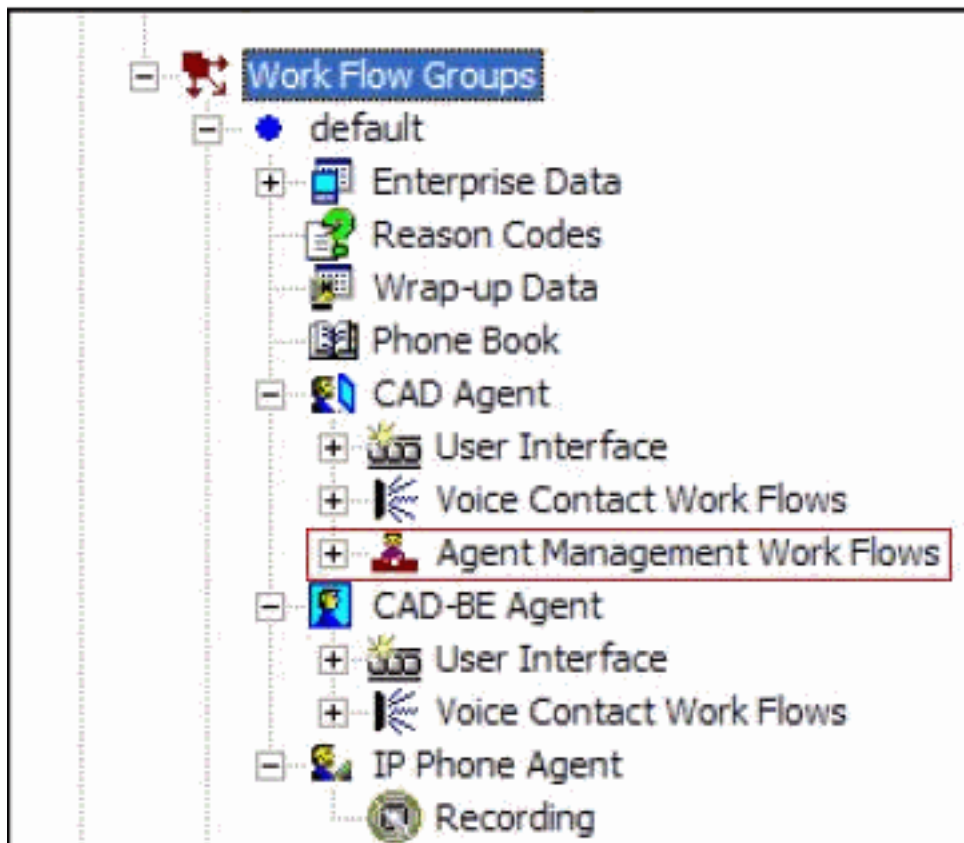 Work Flow Groups
default
Enterprise Data
Reason Codes
Wrap-up Data
Phone Book
CAD Agent
User Interface
Voice Contact Work Flows
Agent Management Work Flows
CAD-BE Agent
User Interface
Voice Contact Work Flows
IP Phone Agent
Recording